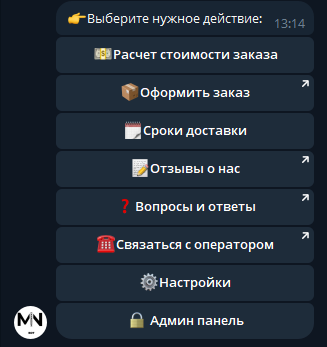 👉Выберите нужное действие:
13:14
💵Расчет стоимости заказа
📦Оформить заказ
🗓Сроки доставки
📝Отзывы о нас
❓Вопросы и ответы
☎️Связаться с оператором
⚙️Настройки
🔒 Админ панель
MN